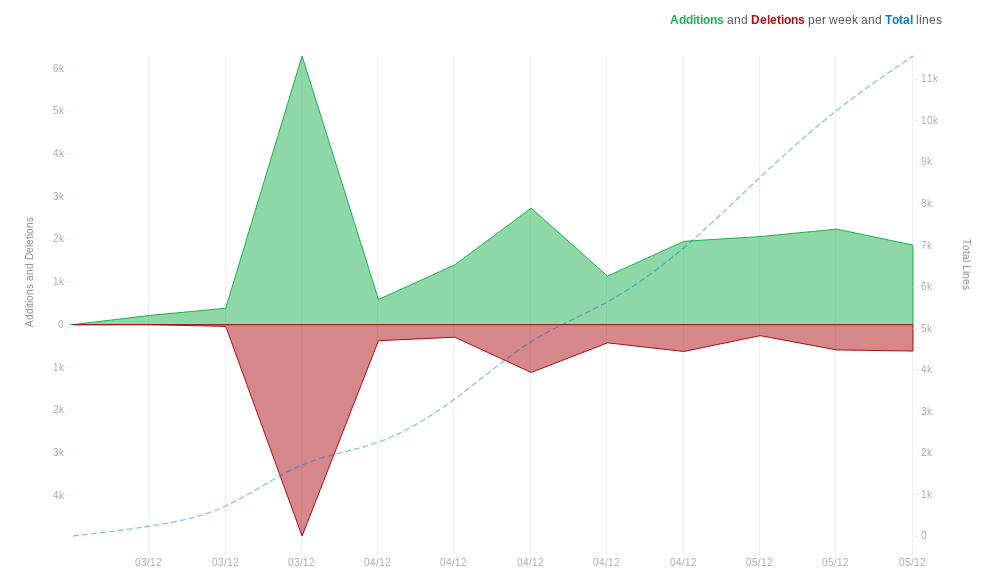 Additions and Deletions per week and Total lines
6k
5k
4k
3k
2k
1k
0
1k
2k
3k
4k
Additions and Deletions
11k
10k
9k
8k
7k
6k
5k
4k
3k
2k
1k
0
Total Lines
03/12 03/12 03/12 04/12 04/12 04/12 04/12 04/12 05/12 05/12 05/12